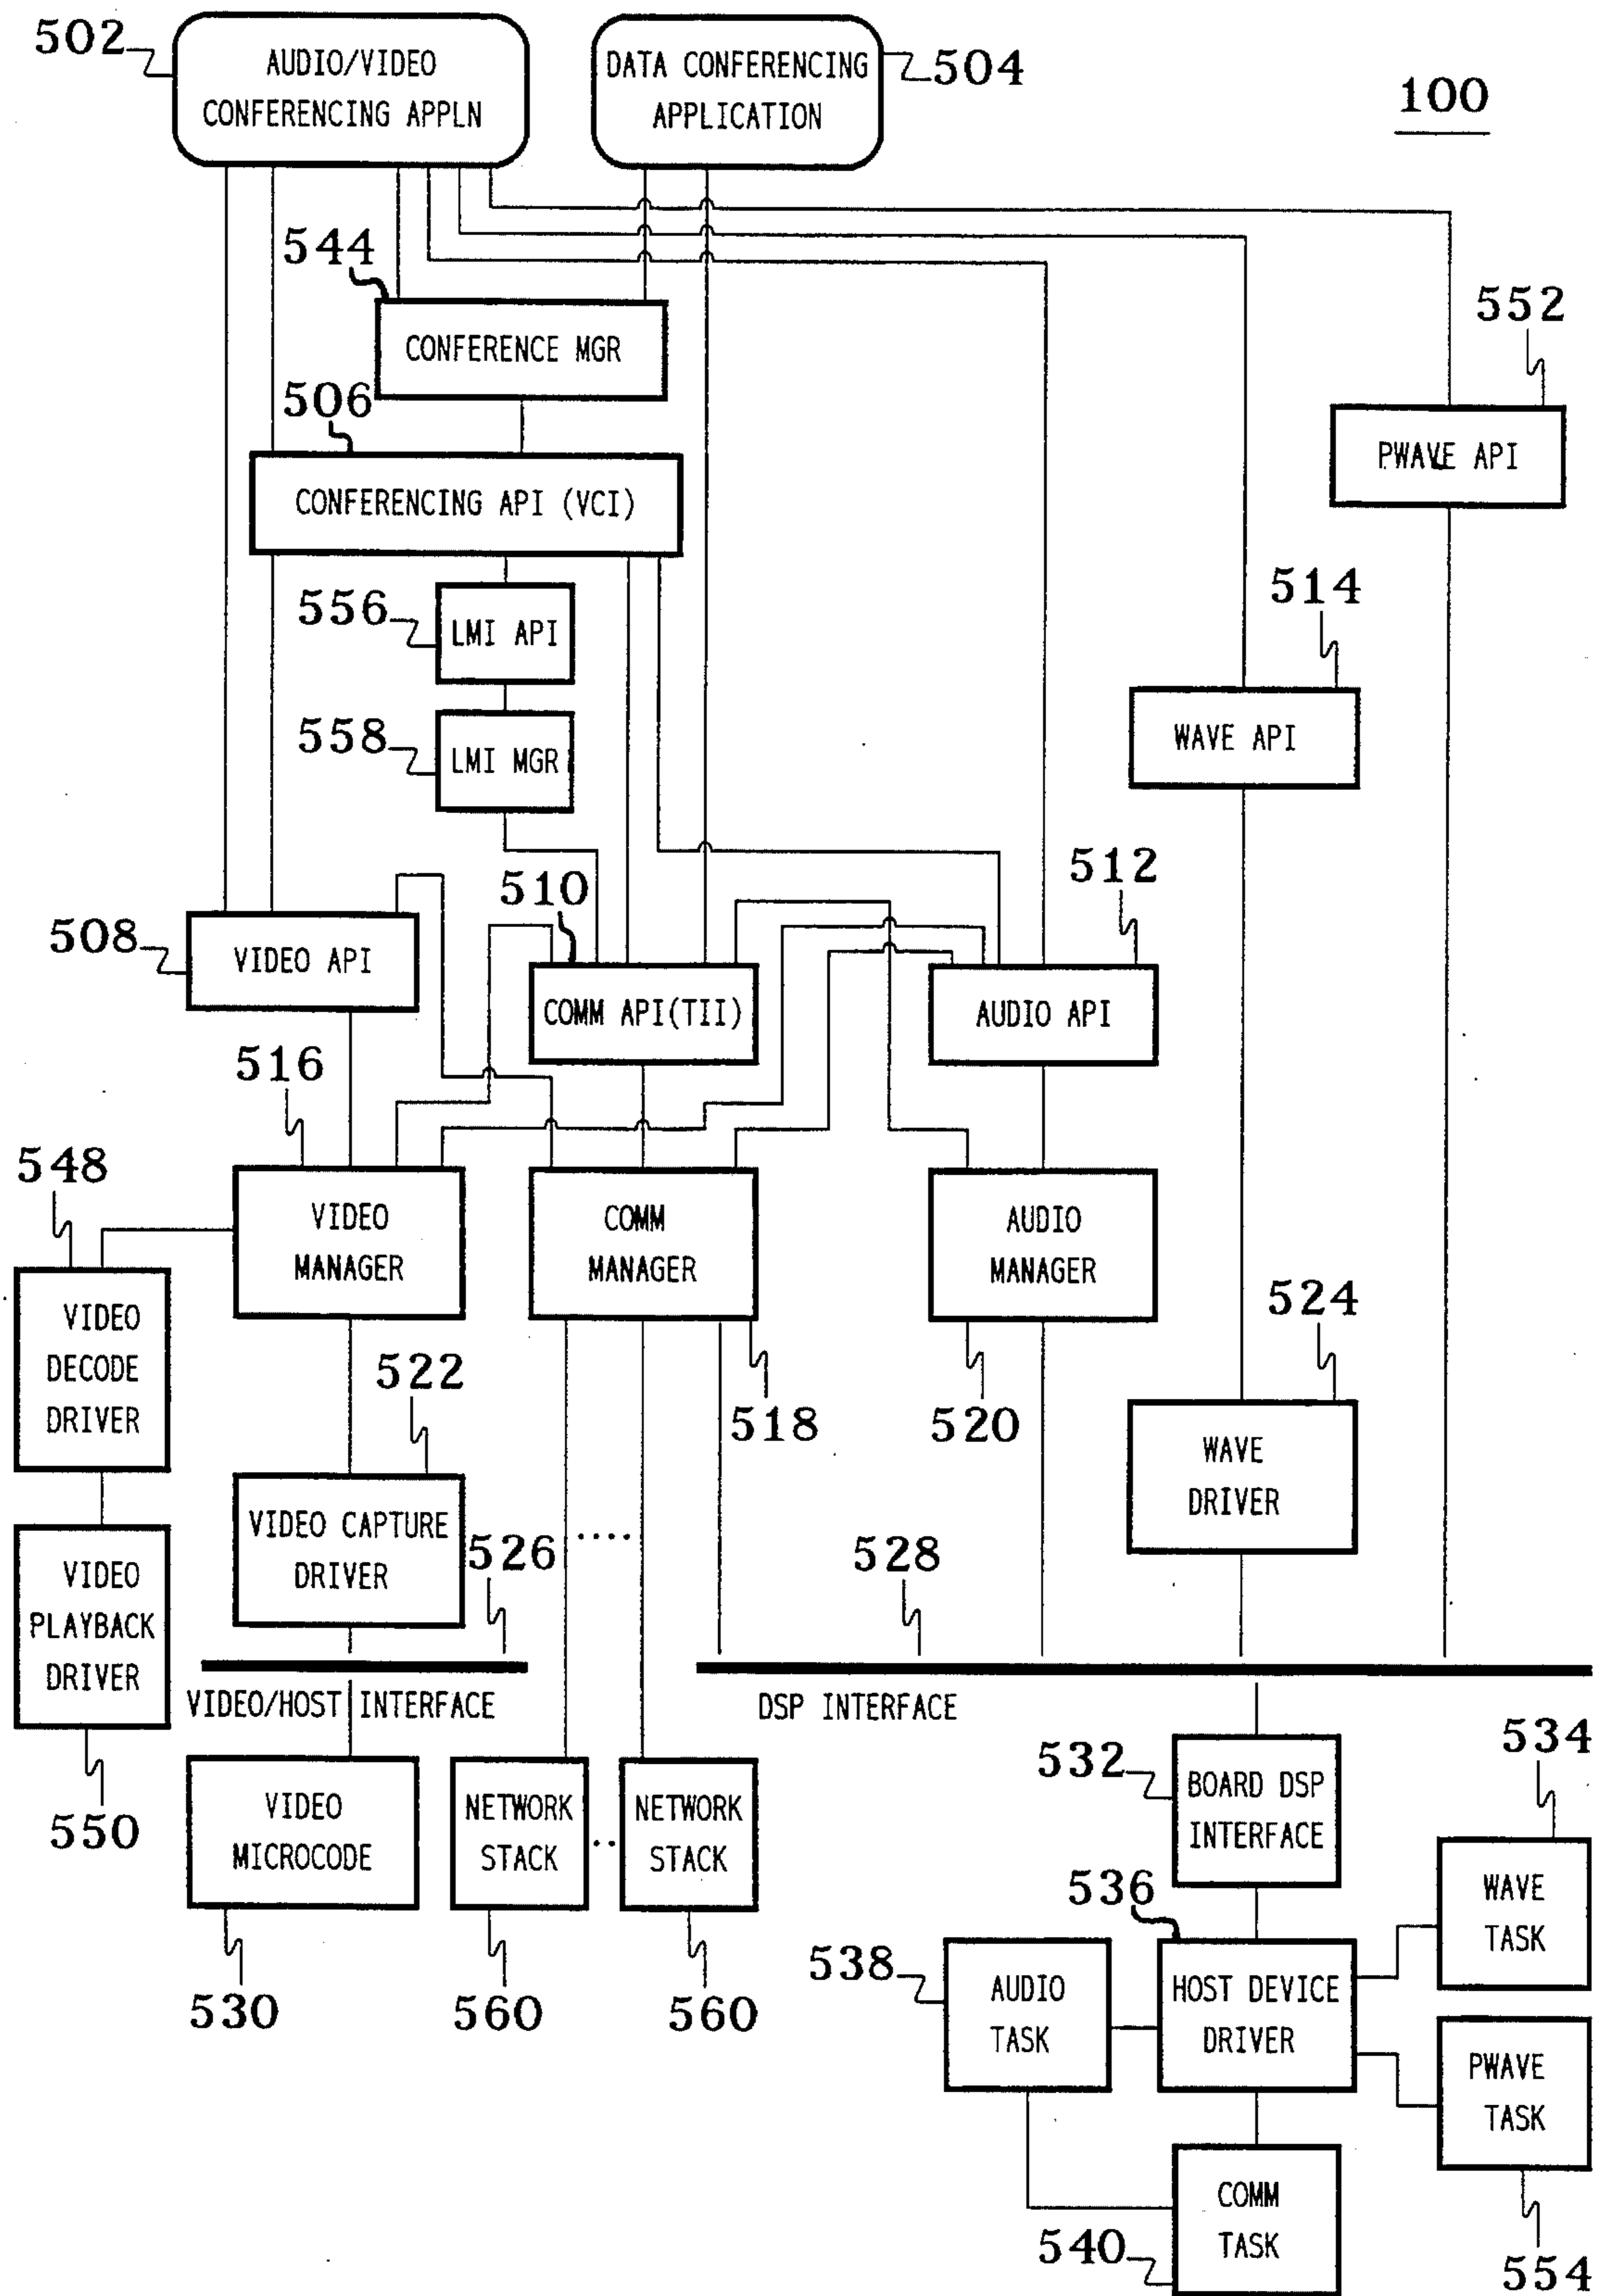 502
AUDIO/VIDEO
CONFERENCING APPLN
DATA CONFERENCING
APPLICATION
504
100
544
CONFERENCE MGR
552
PWAVE API
506
CONFERENCING API (VCI)
556
LMI API
514
WAVE API
558
LMI MGR
512
510
508
VIDEO API
COMM API(TII)
AUDIO API
516
548
VIDEO
MANAGER
COMM
MANAGER
AUDIO
MANAGER
524
VIDEO
DECODE
DRIVER
522
518
520
WAVE
DRIVER
VIDEO CAPTURE
DRIVER
526
....
528
VIDEO
PLAYBACK
DRIVER
VIDEO/HOST INTERFACE
DSP INTERFACE
534
532
BOARD DSP
INTERFACE
550
VIDEO
MICROCODE
NETWORK
STACK
..
NETWORK
STACK
WAVE
TASK
536
538
AUDIO
TASK
HOST DEVICE
DRIVER
530
560
560
PWAVE
TASK
COMM
TASK
540
554